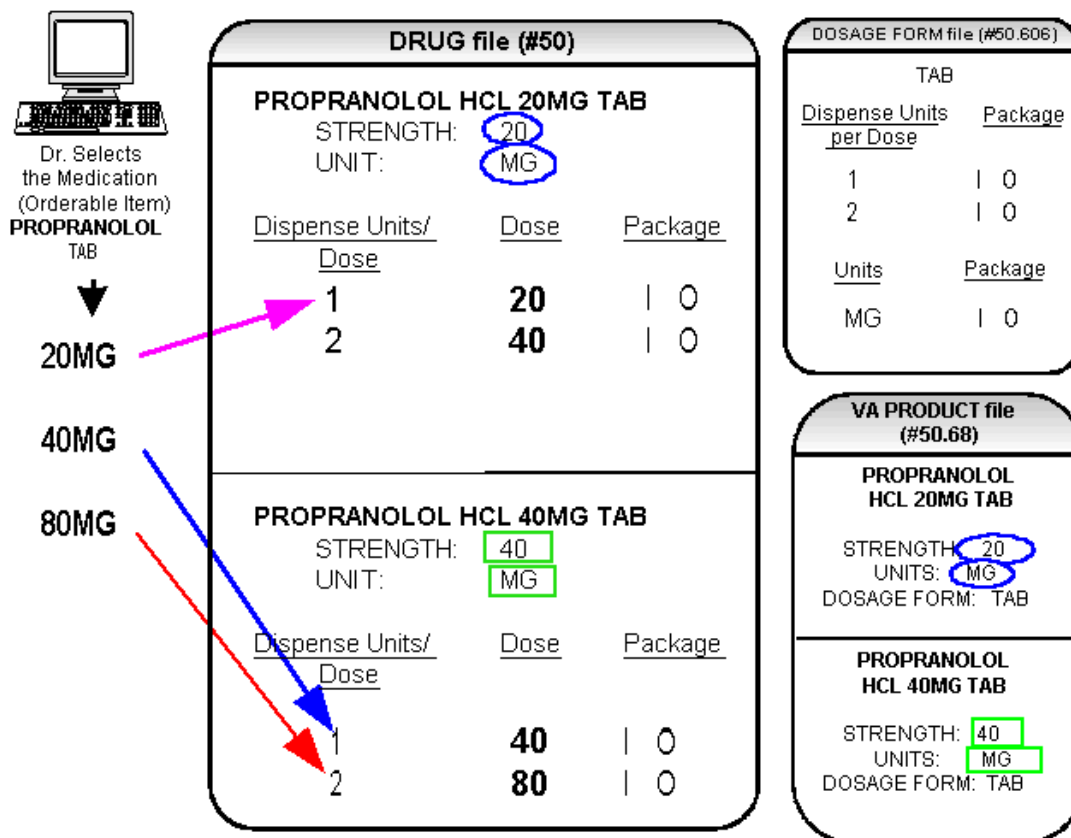 Dr. Selects
the Medication
(Orderable Item)
PROPRANOLOL
TAB
20MG
40MG
80MG
DRUG file (#50)
PROPRANOLOL HCL 20MG TAB
STRENGTH: 20
UNIT: MG
Dispense Units/ Dose Package
Dose
1 20 I O
2 40 I O
PROPRANOLOL HCL 40MG TAB
STRENGTH: 40
UNIT: MG
Dispense Units/ Dose Package
Dose
1 40 I O
2 80 I O
DOSAGE FORM file (#50.606)
TAB
Dispense Units Package
per Dose
1 I O
2 I O
Units Package
MG I O
VA PRODUCT file
(#50.68)
PROPRANOLOL
HCL 20MG TAB
STRENGTH 20
UNITS: MG
DOSAGE FORM: TAB
PROPRANOLOL
HCL 40MG TAB
STRENGTH: 40
UNITS: MG
DOSAGE FORM: TAB